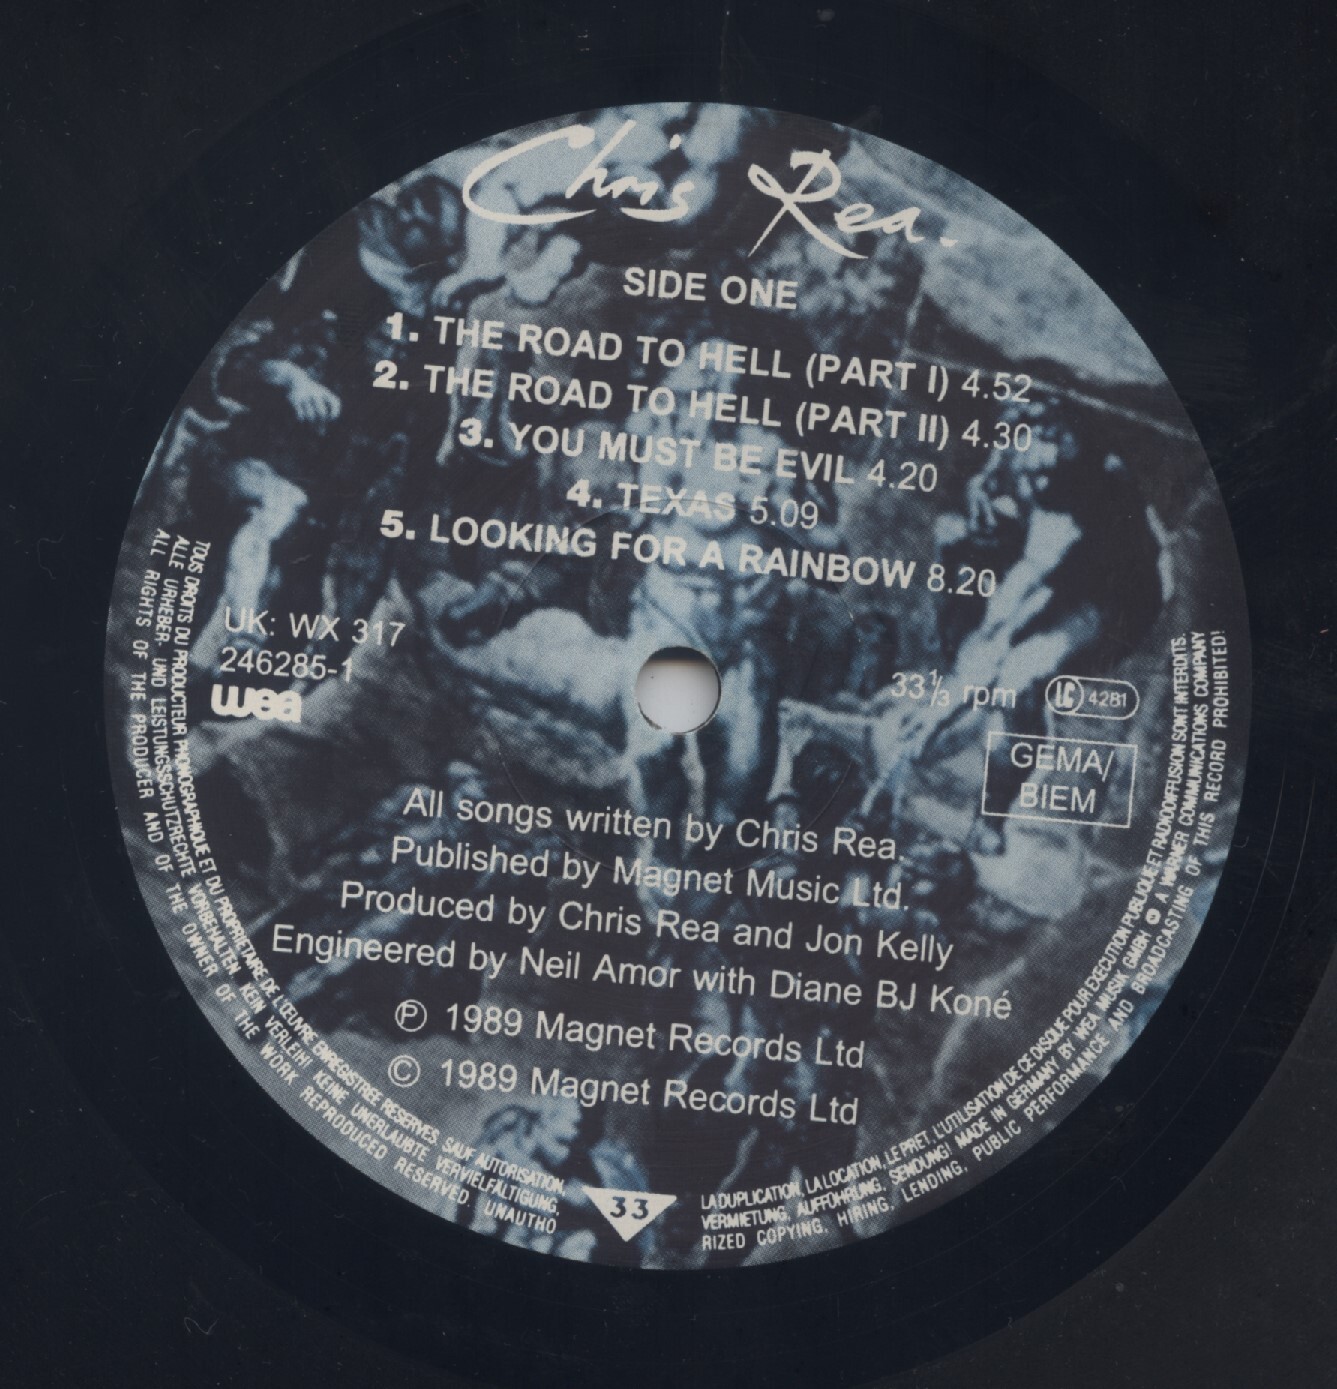 Chris Rea.
SIDE ONE
1. THE ROAD TO HELL (PART I) 4.52
2. THE ROAD TO HELL (PART II) 4.30
3. YOU MUST BE EVIL 4.20
4. TEXAS 5.09
5. LOOKING FOR A RAINBOW 8.20
UK: WX 317
246285-1
wea
33⅓ rpm LC 4281
GEMA/
BIEM
All songs written by Chris Rea.
Published by Magnet Music Ltd.
Produced by Chris Rea and Jon Kelly
Engineered by Neil Amor with Diane BJ Koné
℗ 1989 Magnet Records Ltd
© 1989 Magnet Records Ltd
TOUS DROITS DU PRODUCTEUR PHONOGRAPHIQUE ET DU PROPRIETAIRE DE L'ŒUVRE ENREGISTREE RESERVES. SAUF AUTORISATION, LA DUPLICATION, LA LOCATION, LE PRET, L'UTILISATION DE CE DISQUE POUR EXECUTION PUBLIQUE ET RADIODIFFUSION SONT INTERDITS.
ALLE URHEBER- UND LEISTUNGSSCHUTZRECHTE VORBEHALTEN. KEIN VERLEIH! KEINE UNERLAUBTE VERVIELFÄLTIGUNG, VERMIETUNG, AUFFÜHRUNG, SENDUNG! MADE IN GERMANY BY WEA MUSIK GMBH A WARNER COMMUNICATIONS COMPANY
ALL RIGHTS OF THE PRODUCER AND OF THE OWNER OF THE WORK REPRODUCED RESERVED. UNAUTHORIZED COPYING, HIRING, LENDING, PUBLIC PERFORMANCE AND BROADCASTING OF THIS RECORD PROHIBITED!
33